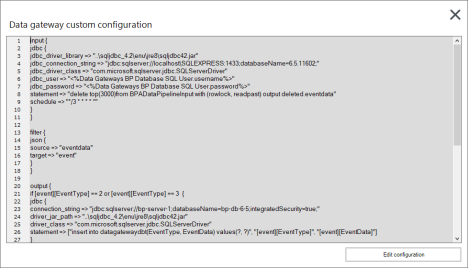 Data gateway custom configuration
1 input {
2 jdbc {
3 jdbc_driver_library => "..\sqljdbc_4.2\enu\jre8\sqljdbc42.jar"
4 jdbc_connection_string => "jdbc:sqlserver://localhost\SQLEXPRESS:1433;databaseName=6.5.11602;"
5 jdbc_driver_class => "com.microsoft.sqlserver.jdbc.SQLServerDriver"
6 jdbc_user => "<%Data Gateways BP Database SQL User.username%>"
7 jdbc_password => "<%Data Gateways BP Database SQL User.password%>"
8 statement => "delete top(3000)from BPADataPipelineInput with (rowlock, readpast) output deleted.eventdata"
9 schedule => "*/3 * * * * *"
10 }
11 }
12
13 filter {
14 json {
15 source => "eventdata"
16 target => "event"
17 }
18 }
19
20 output {
21 if [event][EventType] == 2 or [event][EventType] == 3 {
22 jdbc {
23 connection_string => "jdbc:sqlserver://bp-server-1;databaseName=bp-db-6-5;integratedSecurity=true;"
24 driver_jar_path => "..\sqljdbc_4.2\enu\jre8\sqljdbc42.jar"
25 driver_class => "com.microsoft.sqlserver.jdbc.SQLServerDriver"
26 statement => ["insert into datagatewaydbt(EventType, EventData) values(?, ?)", "[event][EventType]", "[event][EventData]"]
27 }
Edit configuration